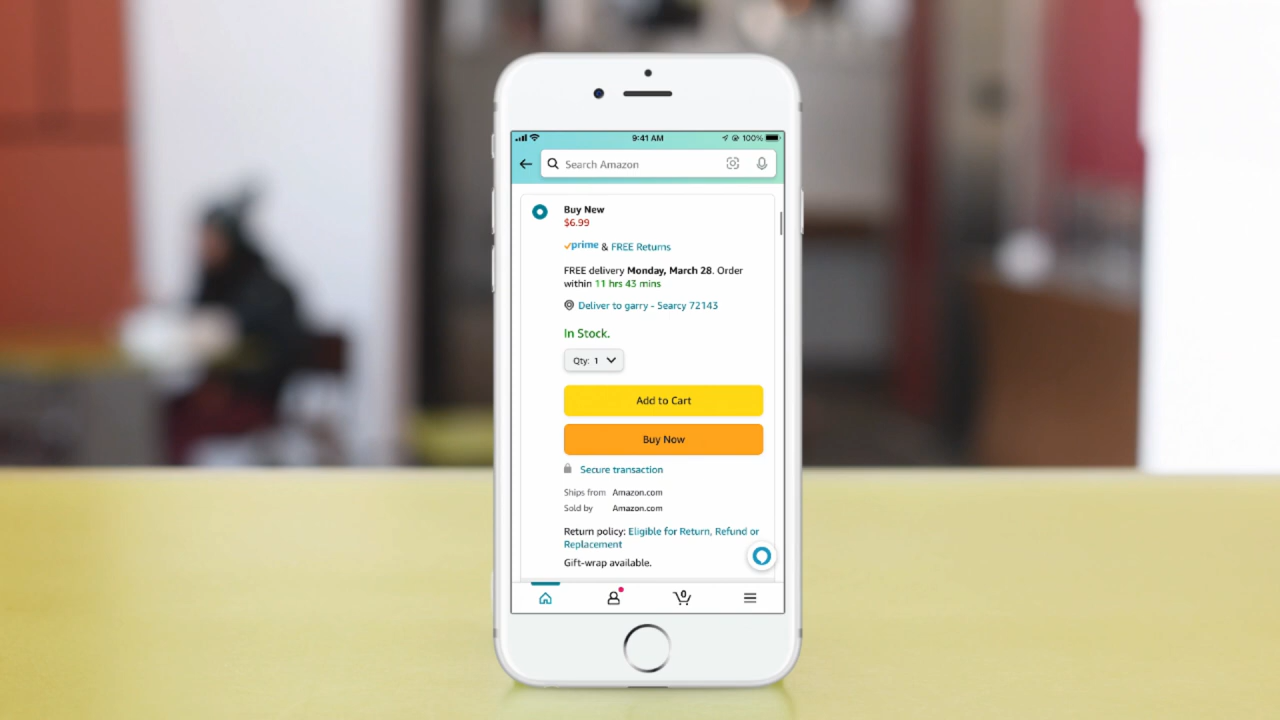 9:41 AM
100%
Search Amazon
Buy New
$6.99
prime & FREE Returns
FREE delivery Monday, March 28. Order
within 11 hrs 43 mins
Deliver to garry - Searcy 72143
In Stock.
Qty: 1
Add to Cart
Buy Now
Secure transaction
Ships from Amazon.com
Sold by Amazon.com
Return policy: Eligible for Return, Refund or
Replacement
Gift-wrap available.
0